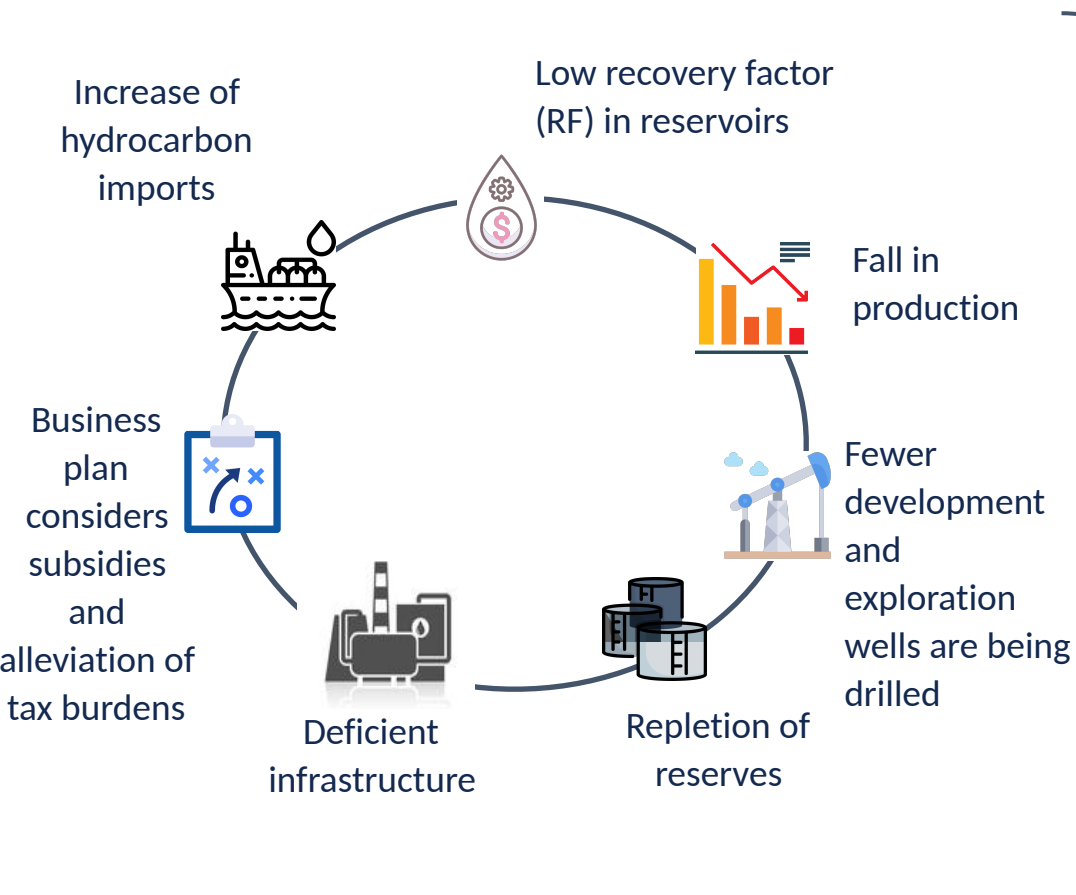 Low recovery factor
(RF) in reservoirs
Fall in
production
Fewer
development
and
exploration
wells are being
drilled
Repletion of
reserves
Deficient
infrastructure
Business
plan
considers
subsidies
and
alleviation of
tax burdens
Increase of
hydrocarbon
imports
$